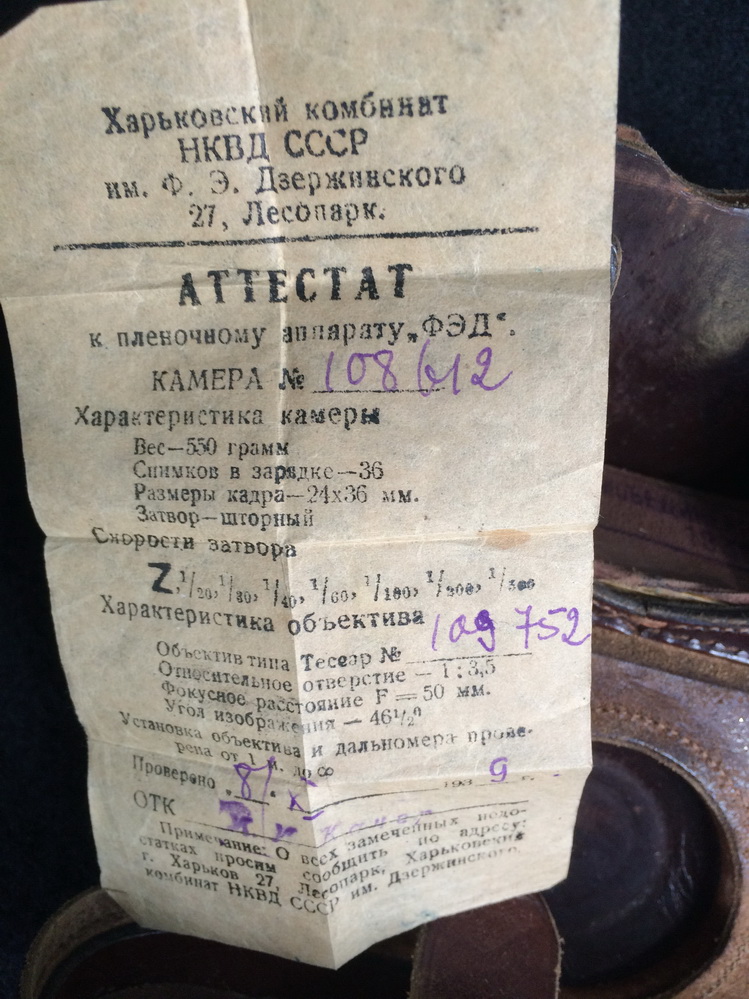 Харьковский комбинат
НКВД СССР
им. Ф. Э. Дзержинского
27, Лесопарк.
АТТЕСТАТ
к пленочному аппарату „ФЭД“.
КАМЕРА № 108612
Характеристика камеры
Вес—550 грамм
Снимков в зарядке—36
Размеры кадра—24х36 мм.
Затвор—шторный
Скорости затвора
Z, 1/20, 1/30, 1/40, 1/60, 1/100, 1/200, 1/500
Характеристика объектива
Объектив типа Тессар № 109752
Относительное отверстие — 1:3,5
Фокусное расстояние F = 50 мм.
Угол изображения — 46½°
Установка объектива и дальномера прове-
рена от 1 м. до ∞
Проверено „8“ X 1939 г.
ОТК
Примечание: О всех замеченных недо-
статках просим сообщить по адресу:
г. Харьков 27, Лесопарк, Харьковский
комбинат НКВД СССР им. Дзержинского.